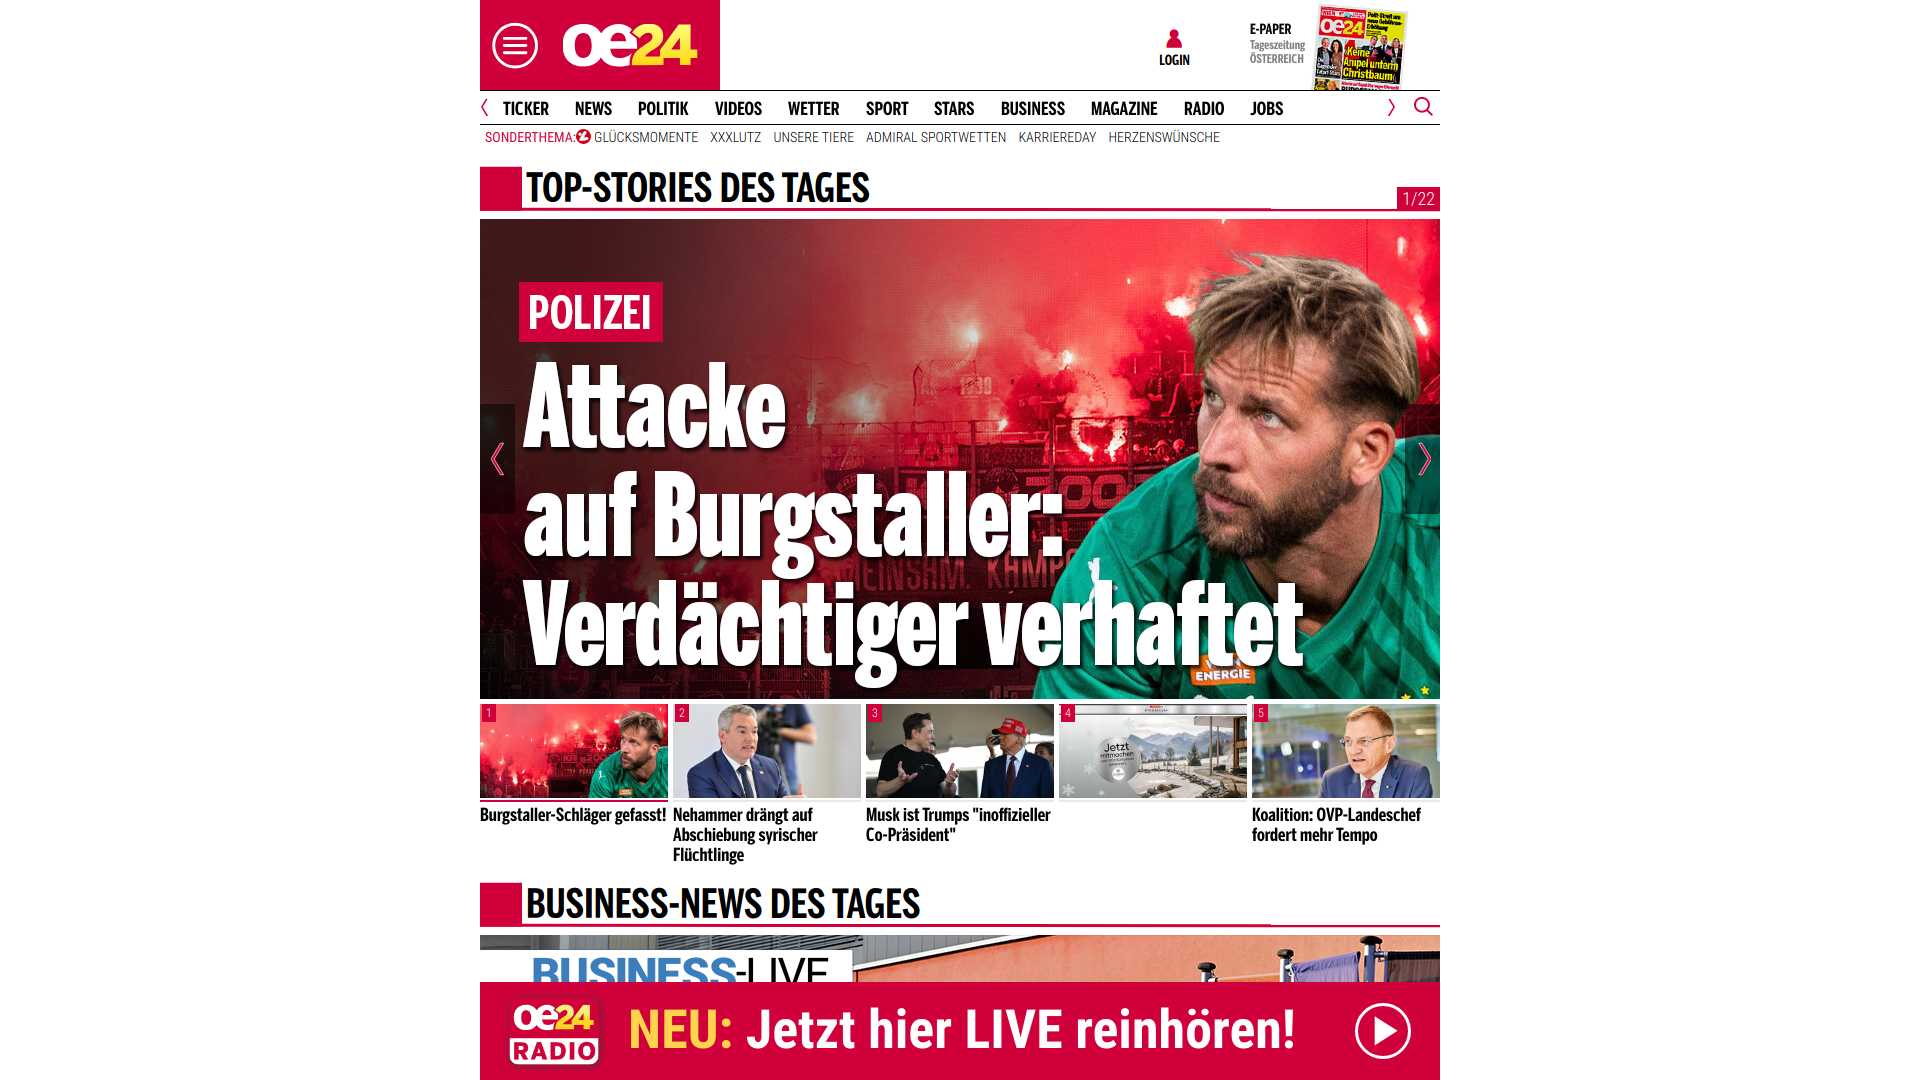 oe24
LOGIN
E-PAPER
Tageszeitung
ÖSTERREICH
oe24
Keine
Ampel unterm
Christbaum
TICKER NEWS POLITIK VIDEOS WETTER SPORT STARS BUSINESS MAGAZINE RADIO JOBS
SONDERTHEMA: GLÜCKSMOMENTE XXXLUTZ UNSERE TIERE ADMIRAL SPORTWETTEN KARRIEREDAY HERZENSWÜNSCHE
TOP-STORIES DES TAGES
1/22
POLIZEI
Attacke
auf Burgstaller:
Verdächtiger verhaftet
ENERGIE
1
2
3
4
5
Jetzt
mitmachen
Burgstaller-Schläger gefasst!
Nehammer drängt auf
Abschiebung syrischer
Flüchtlinge
Musk ist Trumps "inoffizieller
Co-Präsident"
Koalition: OVP-Landeschef
fordert mehr Tempo
BUSINESS-NEWS DES TAGES
BUSINESS-LIVE
oe24
RADIO
NEU: Jetzt hier LIVE reinhören!